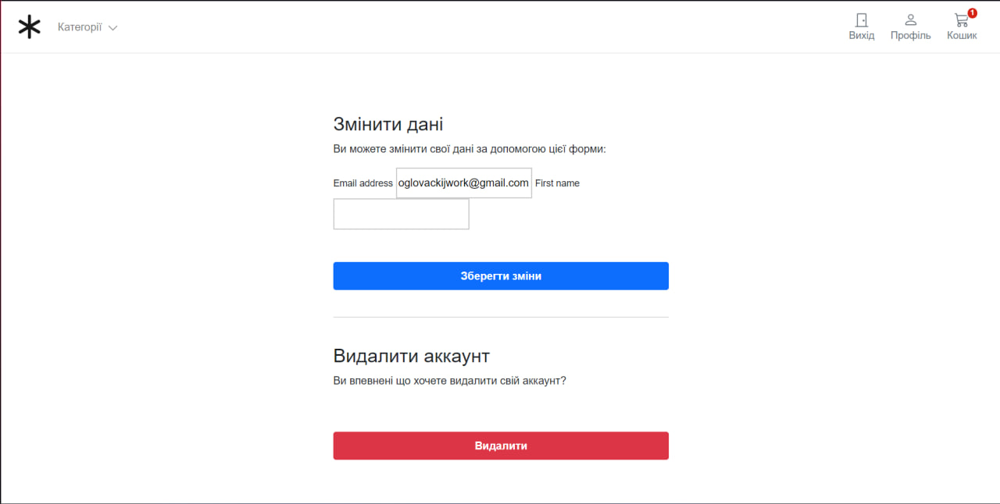 Категорії
Вихід Профіль Кошик
1
Змінити дані
Ви можете змінити свої дані за допомогою цієї форми:
Email address oglovackijwork@gmail.com First name
Зберегти зміни
Видалити аккаунт
Ви впевнені що хочете видалити свій аккаунт?
Видалити